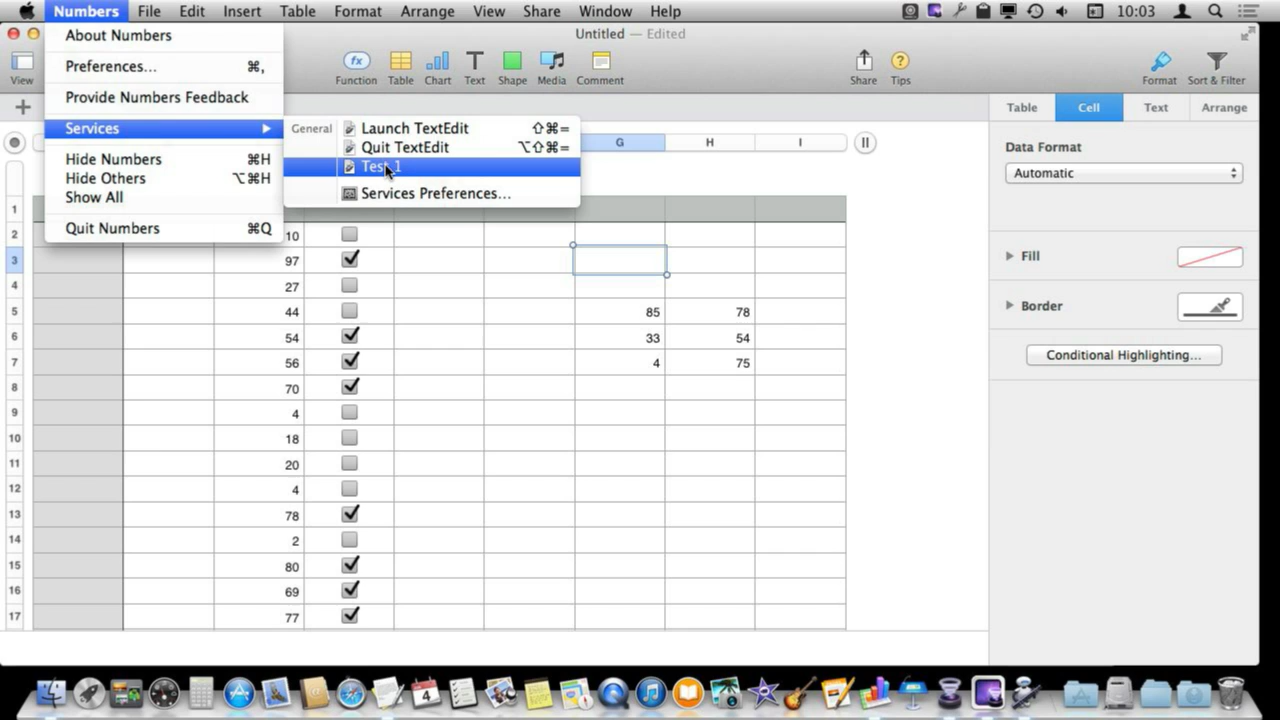 Numbers File Edit Insert Table Format Arrange View Share Window Help 10:03
Untitled — Edited
View Function Table Chart Text Shape Media Comment Share Tips Format Sort & Filter
About Numbers
Preferences... ⌘,
Provide Numbers Feedback
Services
Hide Numbers ⌘H
Hide Others ⌥⌘H
Show All
Quit Numbers ⌘Q
General Launch TextEdit ⇧⌘=
Quit TextEdit ⌥⇧⌘=
Test 1
Services Preferences...
Table Cell Text Arrange
Data Format
Automatic
Fill
Border
Conditional Highlighting...
G H I
1
2 10
3 97
4 27
5 44 85 78
6 54 33 54
7 56 4 75
8 70
9 4
10 18
11 20
12 4
13 78
14 2
15 80
16 69
17 77
4